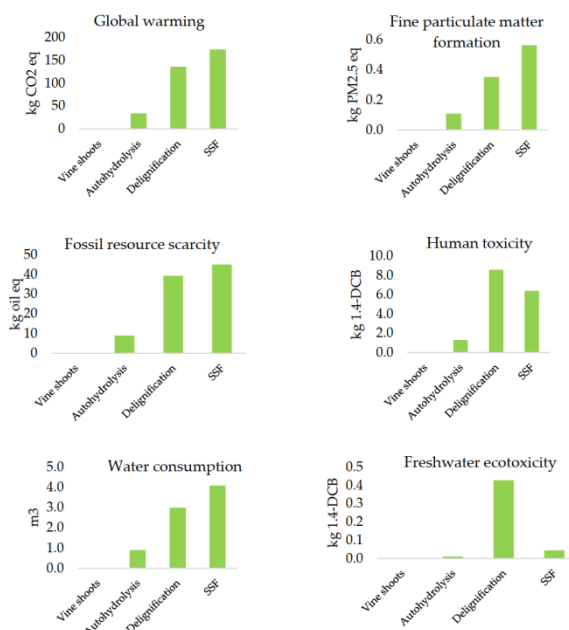 Global warming
kg CO2 eq
200
150
100
50
0
Vine shoots
Autohydrolysis
Delignification
SSF
Fine particulate matter
formation
kg PM2.5 eq
0.6
0.4
0.2
0.0
Vine shoots
Autohydrolysis
Delignification
SSF
Fossil resource scarcity
kg oil eq
50
40
30
20
10
0
Vine shoots
Autohydrolysis
Delignification
SSF
Human toxicity
kg 1.4-DCB
10.0
8.0
6.0
4.0
2.0
0.0
Vine shoots
Autohydrolysis
Delignification
SSF
Water consumption
m3
5.0
4.0
3.0
2.0
1.0
0.0
Vine shoots
Autohydrolysis
Delignification
SSF
Freshwater ecotoxicity
kg 1.4-DCB
0.5
0.4
0.3
0.2
0.1
0.0
Vine shoots
Autohydrolysis
Delignification
SSF